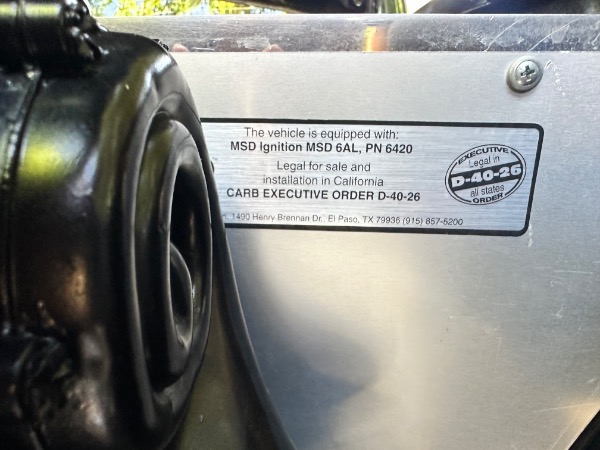 The vehicle is equipped with:
MSD Ignition MSD 6AL, PN 6420
Legal for sale and
installation in California
CARB EXECUTIVE ORDER D-40-26
1490 Henry Brennan Dr., El Paso, TX 79936 (915) 857-5200
EXECUTIVE
Legal in
D-40-26
all states
ORDER